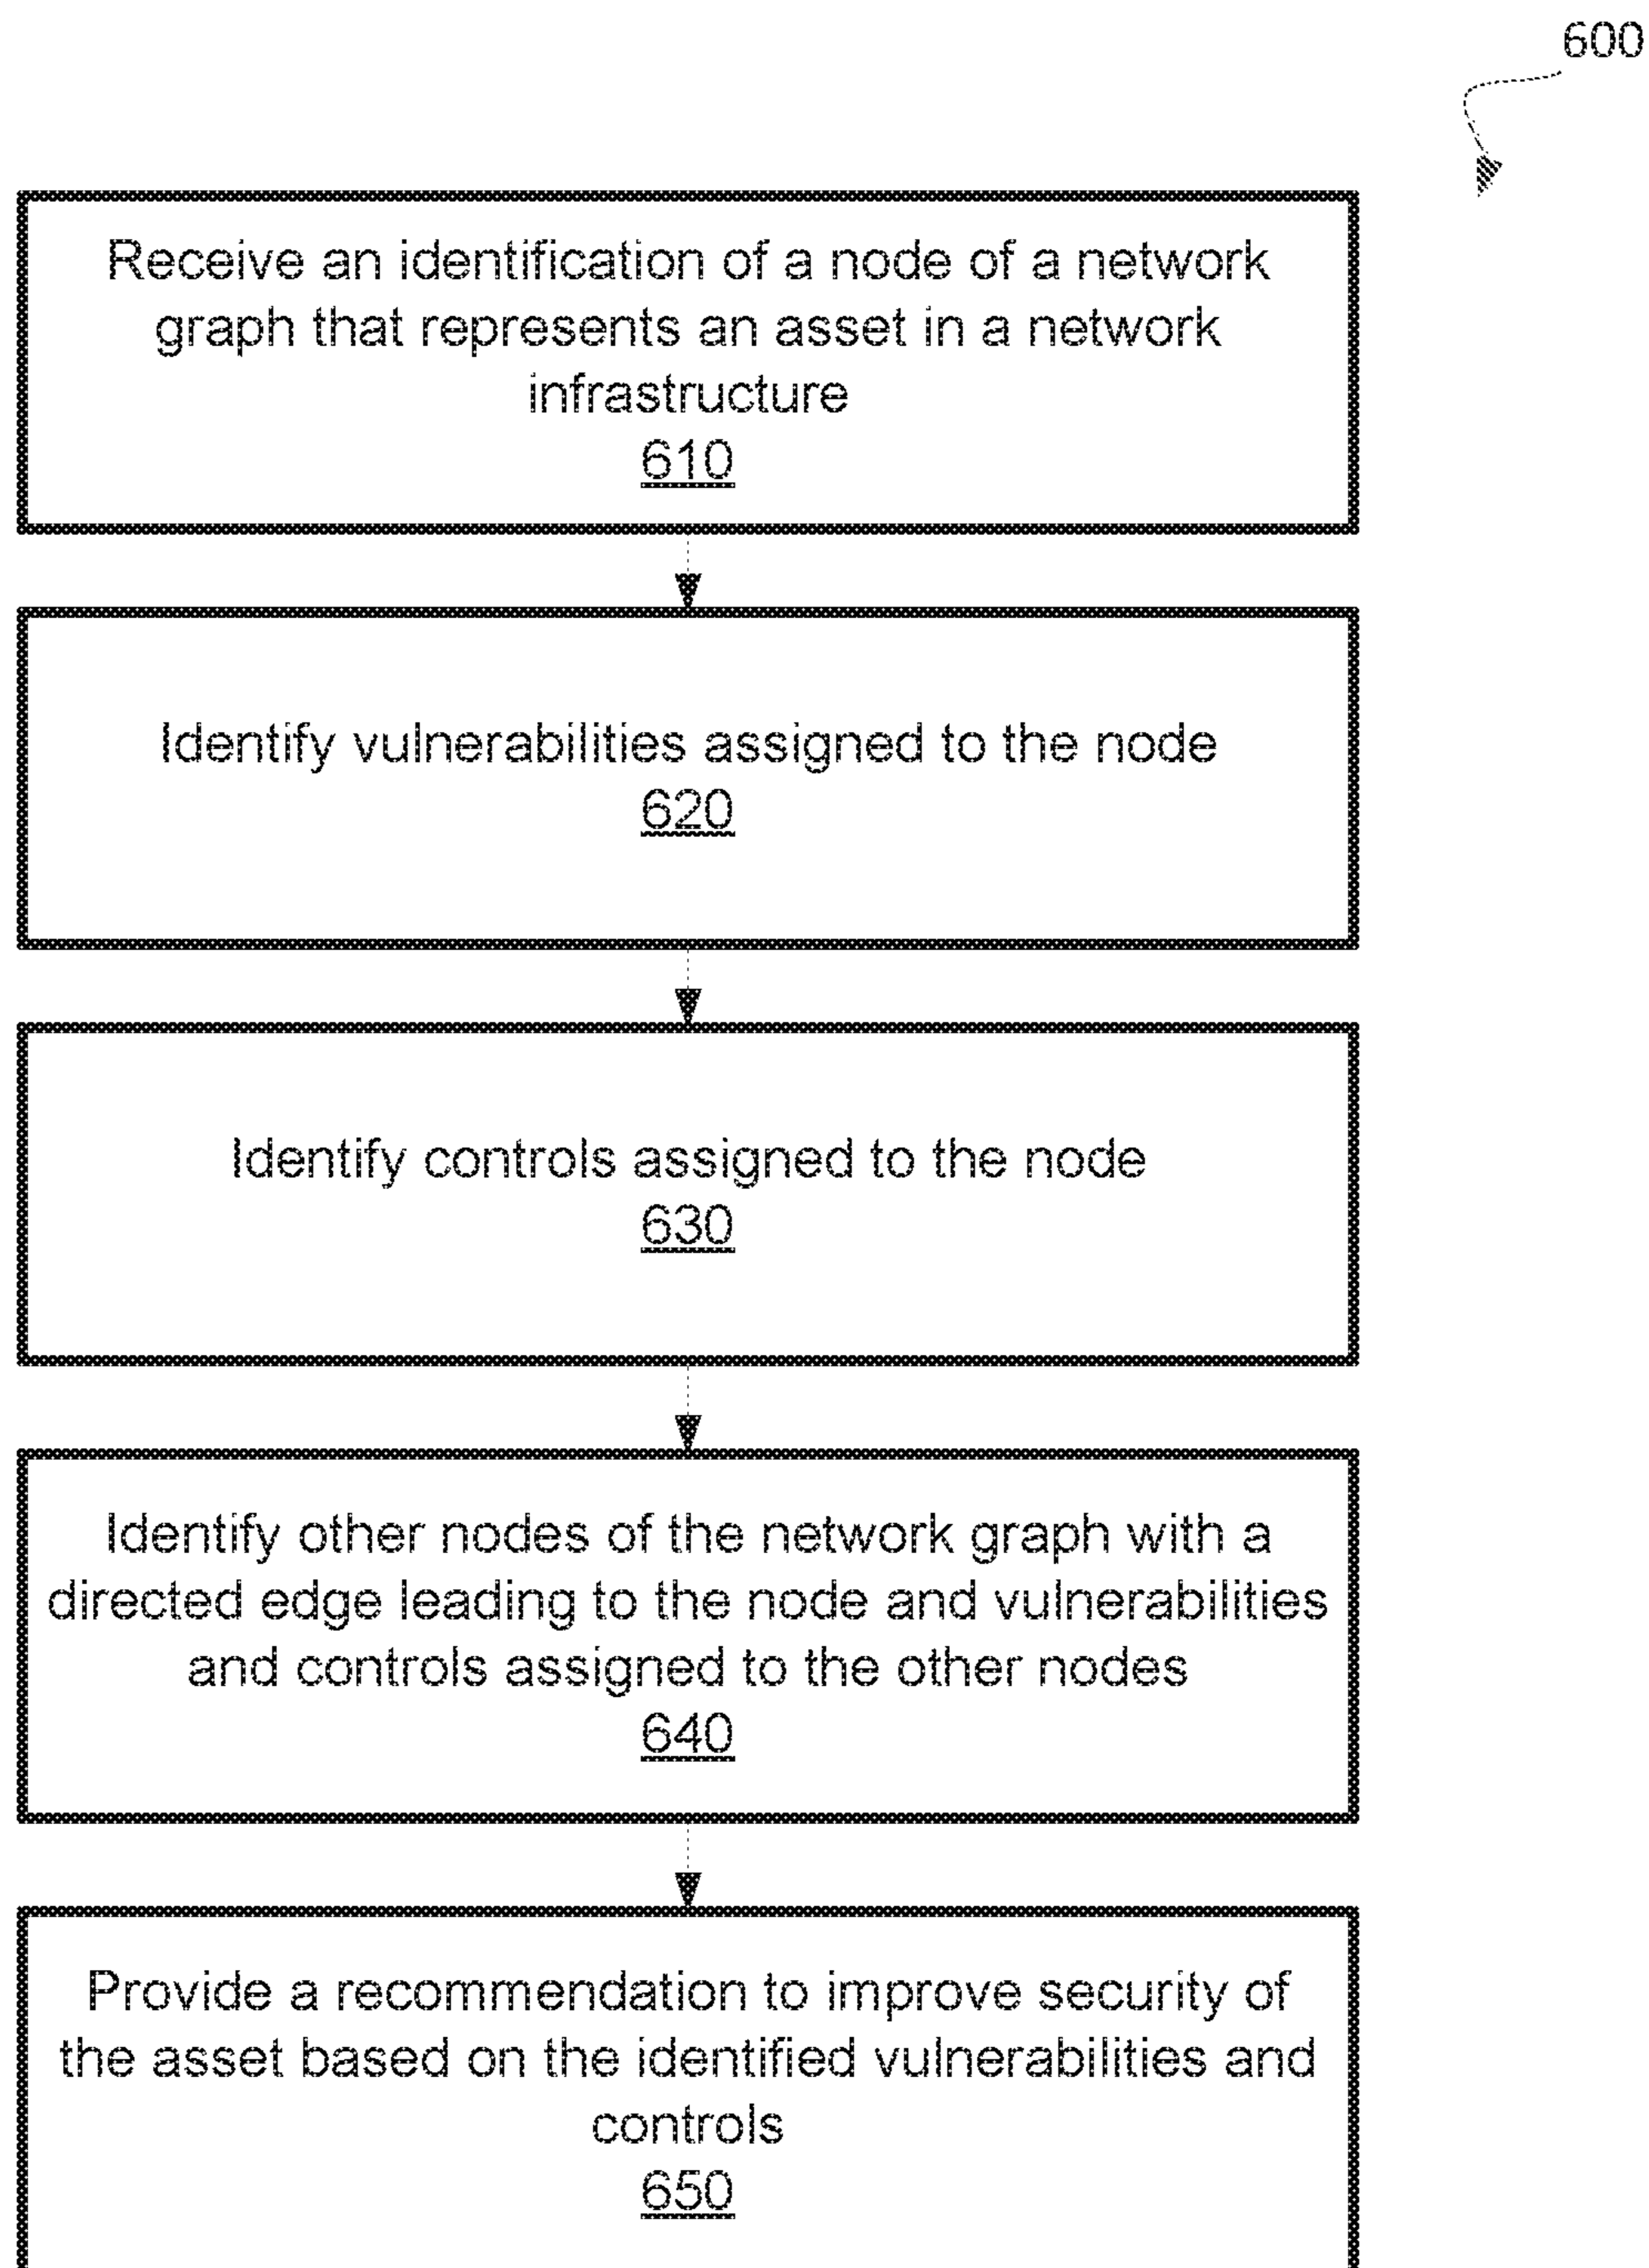 600
Receive an identification of a node of a network
graph that represents an asset in a network
infrastructure
610
Identify vulnerabilities assigned to the node
620
Identify controls assigned to the node
630
Identify other nodes of the network graph with a
directed edge leading to the node and vulnerabilities
and controls assigned to the other nodes
640
Provide a recommendation to improve security of
the asset based on the identified vulnerabilities and
controls
650